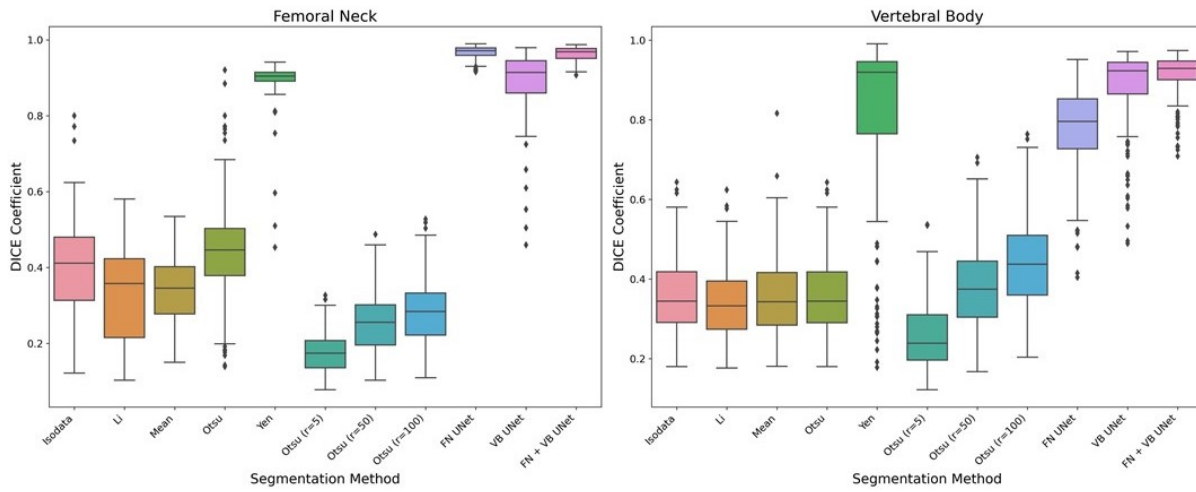 Femoral Neck
1.0
0.8
0.6
0.4
0.2
DICE Coefficient
Isodata
Li
Mean
Otsu
Yen
Otsu (r=5)
Otsu (r=50)
Otsu (r=100)
FN UNet
VB UNet
FN + VB UNet
Segmentation Method
Vertebral Body
1.0
0.8
0.6
0.4
0.2
DICE Coefficient
Isodata
Li
Mean
Otsu
Yen
Otsu (r=5)
Otsu (r=50)
Otsu (r=100)
FN UNet
VB UNet
FN + VB UNet
Segmentation Method